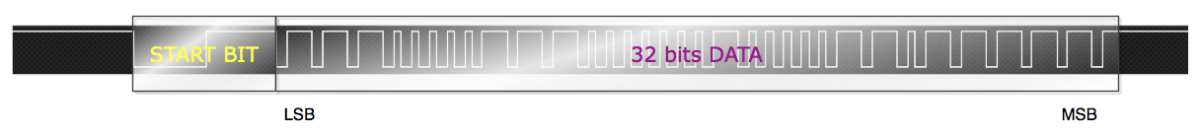 START BIT 32 bits DATA
LSB MSB